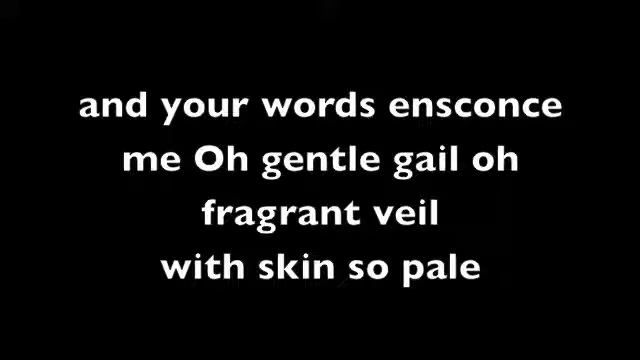 and your words ensconce
me Oh gentle gail oh
fragrant veil
with skin so pale